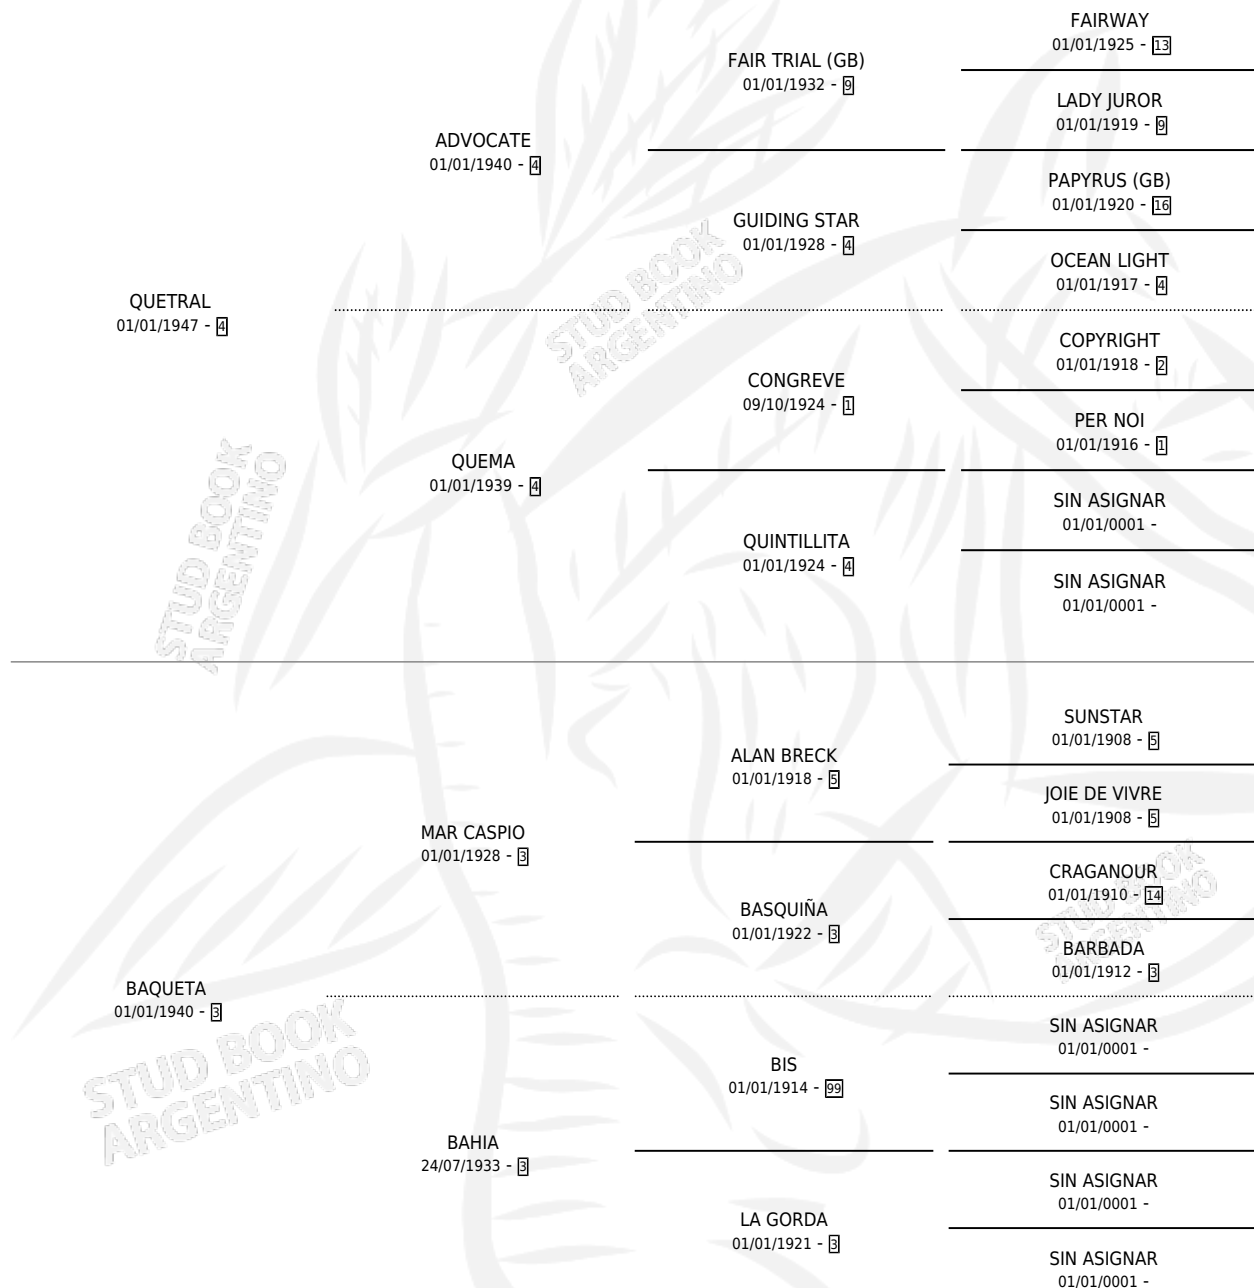 FAIRWAY
01/01/1925 - 13
FAIR TRIAL (GB)
01/01/1932 - 9
LADY JUROR
01/01/1919 - 9
ADVOCATE
01/01/1940 - 4
PAPYRUS (GB)
01/01/1920 - 16
GUIDING STAR
01/01/1928 - 4
OCEAN LIGHT
01/01/1917 - 4
QUETRAL
01/01/1947 - 4
COPYRIGHT
01/01/1918 - 2
CONGREVE
09/10/1924 - 1
PER NOI
01/01/1916 - 1
QUEMA
01/01/1939 - 4
SIN ASIGNAR
01/01/0001 -
QUINTILLITA
01/01/1924 - 4
SIN ASIGNAR
01/01/0001 -
SUNSTAR
01/01/1908 - 5
ALAN BRECK
01/01/1918 - 5
JOIE DE VIVRE
01/01/1908 - 5
MAR CASPIO
01/01/1928 - 3
CRAGANOUR
01/01/1910 - 14
BASQUIÑA
01/01/1922 - 3
BARBADA
01/01/1912 - 3
BAQUETA
01/01/1940 - 3
SIN ASIGNAR
01/01/0001 -
BIS
01/01/1914 - 99
SIN ASIGNAR
01/01/0001 -
BAHIA
24/07/1933 - 3
SIN ASIGNAR
01/01/0001 -
LA GORDA
01/01/1921 - 3
SIN ASIGNAR
01/01/0001 -
STUD BOOK
ARGENTINO
STUD BOOK
ARGENTINO
STUD BOOK
ARGENTINO
STUD BOOK
ARGENTINO